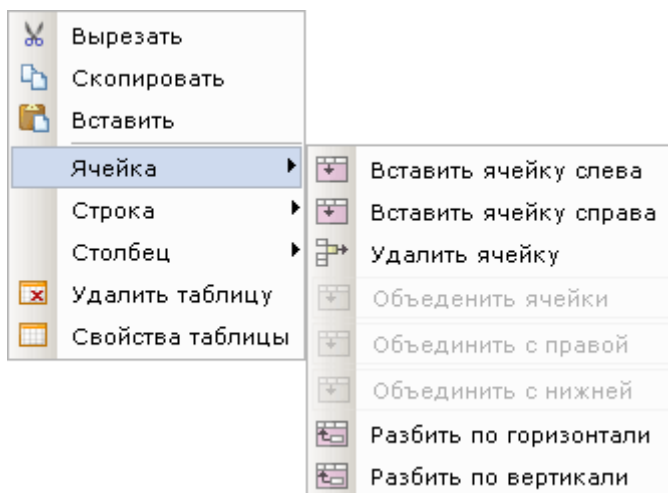 Вырезать
Скопировать
Вставить
Ячейка
Строка
Столбец
Удалить таблицу
Свойства таблицы
Вставить ячейку слева
Вставить ячейку справа
Удалить ячейку
Объеденить ячейки
Объединить с правой
Объединить с нижней
Разбить по горизонтали
Разбить по вертикали